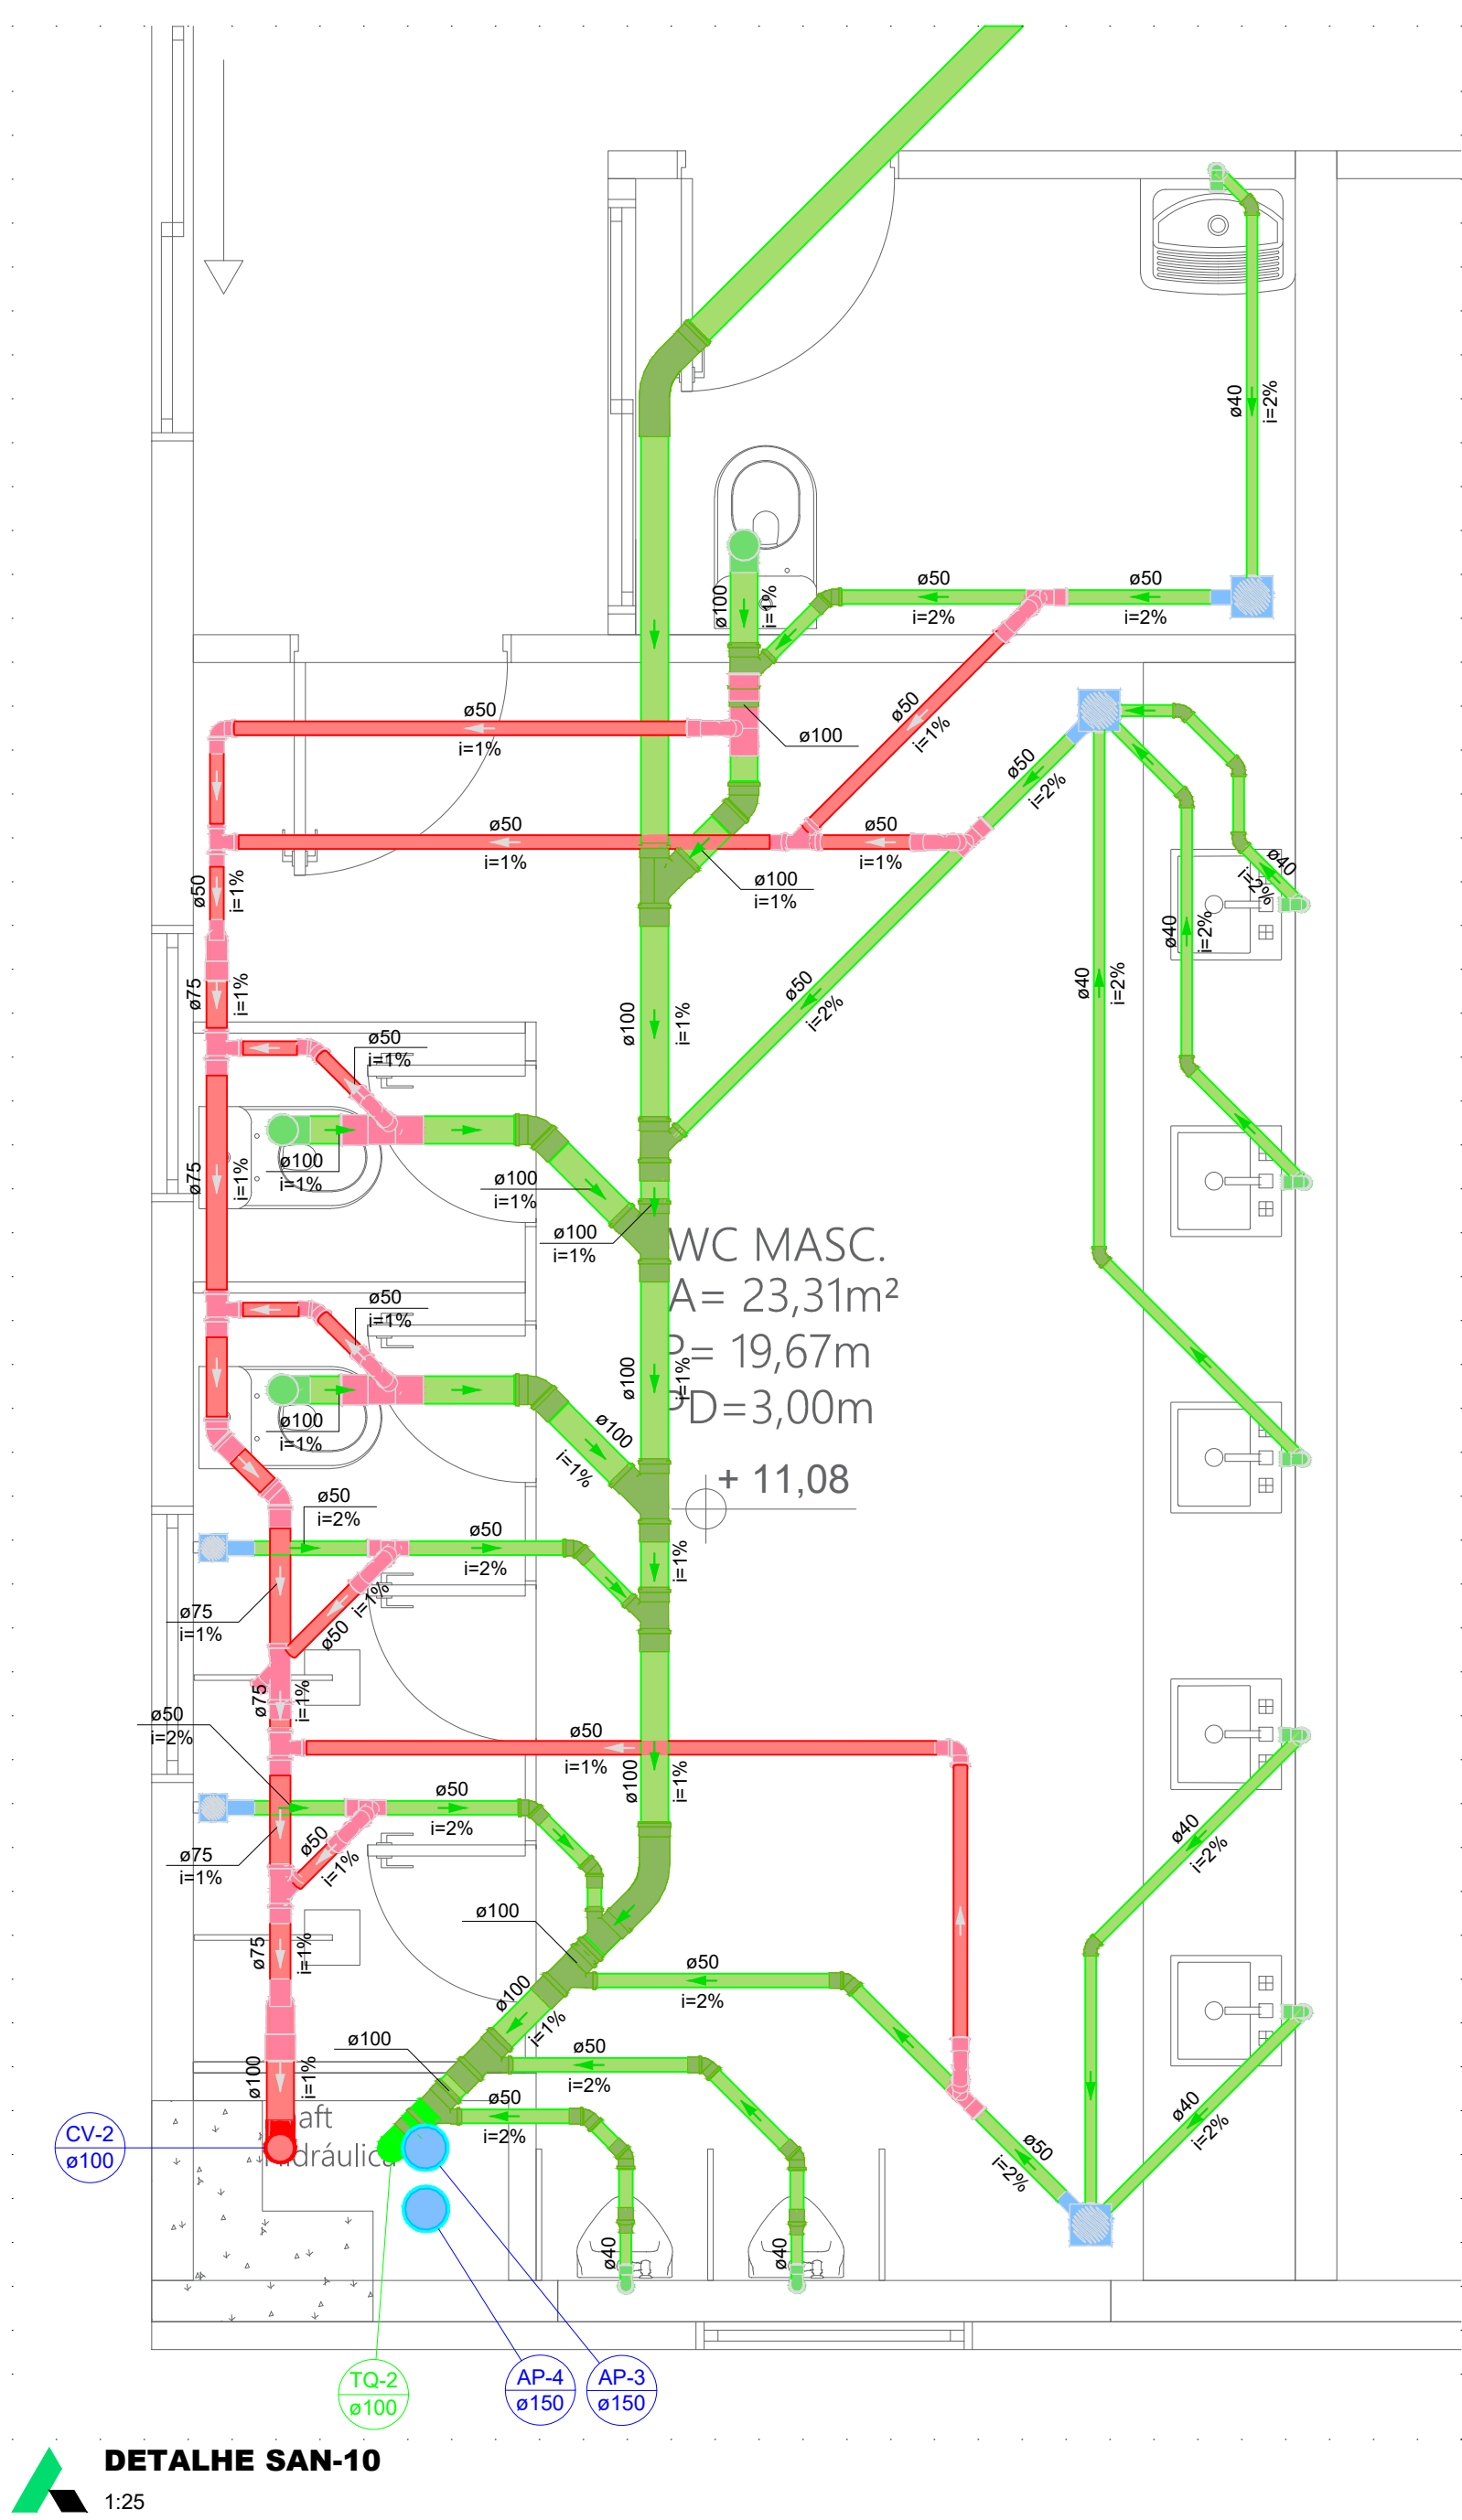 ø40
i=2%
ø50
i=2%
ø50
i=2%
ø100
i=1%
ø50
i=1%
ø50
i=1%
ø100
ø50
i=2%
ø50
i=1%
ø50
i=1%
ø100
i=1%
ø40
i=2%
ø50
i=1%
ø40
i=2%
ø40
i=2%
ø75
i=1%
ø50
i=2%
ø100
i=1%
ø50
i=1%
ø100
i=1%
ø75
i=1%
ø100
i=1%
ø100
i=1%
WC MASC.
A= 23,31m²
P= 19,67m
PD=3,00m
+ 11,08
ø50
i=1%
ø100
i=1%
ø100
i=1%
ø100
i=1%
ø50
i=2%
ø50
i=2%
i=1%
ø75
i=1%
ø50
i=1%
ø75
i=1%
ø50
i=2%
ø50
i=1%
ø100
i=1%
ø50
i=2%
ø50
i=1%
ø75
i=1%
ø40
i=2%
ø100
ø75
i=1%
ø50
i=2%
ø100
i=1%
ø100
ø50
i=2%
ø100
i=1%
ø50
i=2%
ø40
i=2%
ø50
i=2%
CV-2
ø100
aft
hidráulica
ø40
ø40
TQ-2
ø100
AP-4
ø150
AP-3
ø150
DETALHE SAN-10
1:25